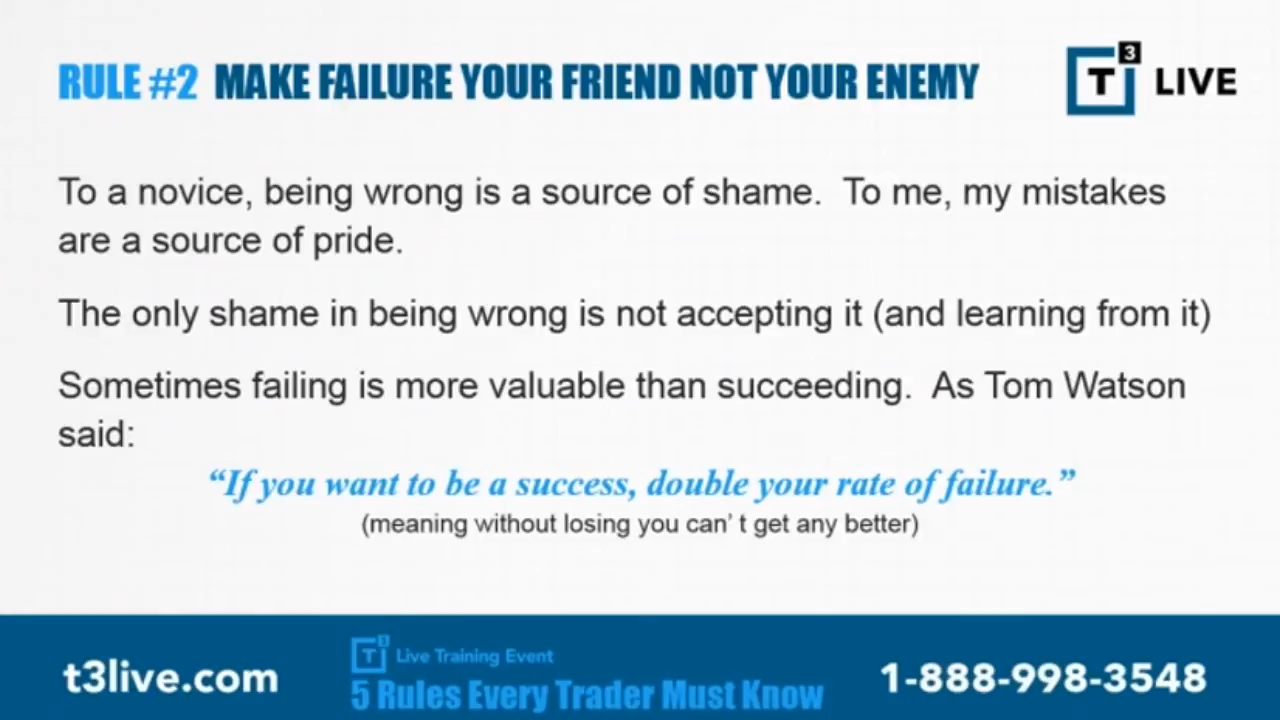 RULE #2 MAKE FAILURE YOUR FRIEND NOT YOUR ENEMY
T3 LIVE
To a novice, being wrong is a source of shame.  To me, my mistakes
are a source of pride.
The only shame in being wrong is not accepting it (and learning from it)
Sometimes failing is more valuable than succeeding.  As Tom Watson
said:
“If you want to be a success, double your rate of failure.”
(meaning without losing you can’ t get any better)
t3live.com
T3 Live Training Event
5 Rules Every Trader Must Know
1-888-998-3548